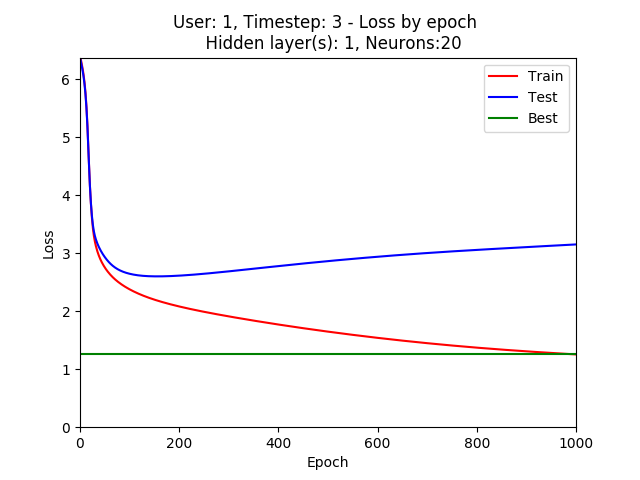 User: 1, Timestep: 3 - Loss by epoch
Hidden layer(s): 1, Neurons:20
Train
Test
Best
Loss
6
5
4
3
2
1
0
0 200 400 600 800 1000
Epoch